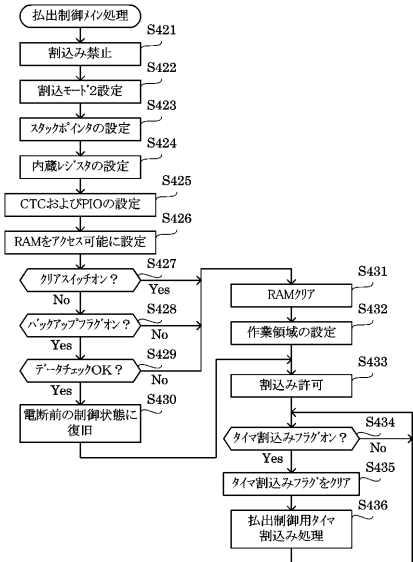 払出制御メイン処理
S421
割込み禁止
S422
割込モード2設定
S423
スタックポインタの設定
S424
内蔵レジスタの設定
S425
CTCおよびPIOの設定
S426
RAMをアクセス可能に設定
S427
クリアスイッチオン？
Yes
No
S428
バックアップフラグオン？
No
Yes
S429
データチェックOK？
No
Yes
S430
電断前の制御状態に
復旧
S431
RAMクリア
S432
作業領域の設定
S433
割込み許可
S434
タイマ割込みフラグオン？
No
Yes
S435
タイマ割込みフラグをクリア
S436
払出制御用タイマ
割込み処理